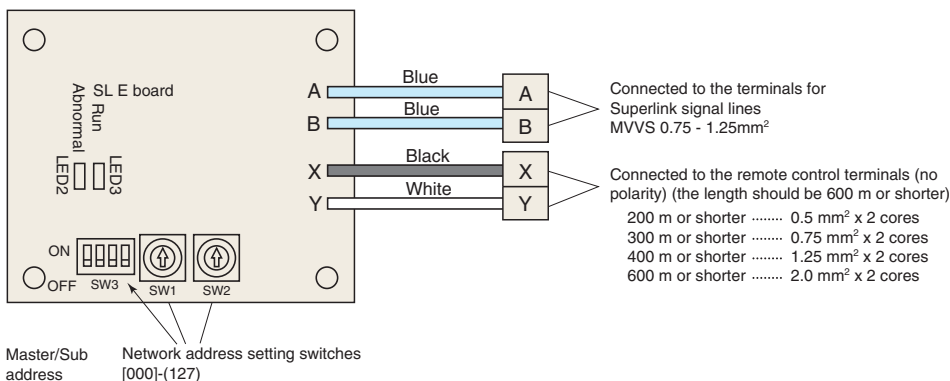 SL E board
Abnormal
Run
LED2
LED3
A
B
X
Y
Blue
Blue
Black
White
A
B
X
Y
Connected to the terminals for
Superlink signal lines
MVVS 0.75 - 1.25mm²
Connected to the remote control terminals (no
polarity) (the length should be 600 m or shorter)
200 m or shorter ........ 0.5 mm² x 2 cores
300 m or shorter ........ 0.75 mm² x 2 cores
400 m or shorter ........ 1.25 mm² x 2 cores
600 m or shorter ........ 2.0 mm² x 2 cores
ON
OFF
SW3
SW1
SW2
Master/Sub
address
Network address setting switches
[000]-(127)